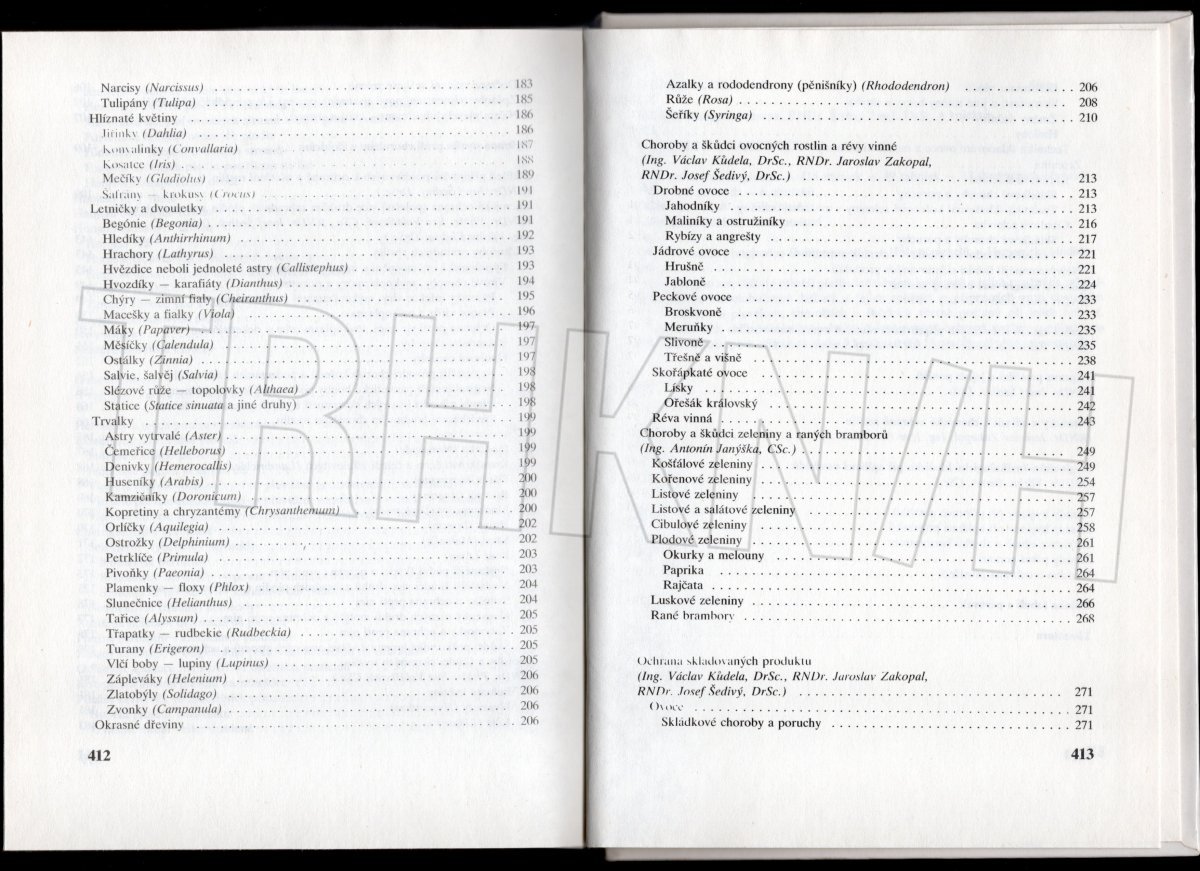 Narcisy (Narcissus) 183
Tulipány (Tulipa) 185
Hlíznaté květiny 186
Jiřinky (Dahlia) 186
Konvalinky (Convallaria) 187
Kosatce (Iris) 188
Mečíky (Gladiolus) 189
Šafrány — krokusy (Crocus) 191
Letničky a dvouletky 191
Begónie (Begonia) 191
Hledíky (Anthirrhinum) 192
Hrachory (Lathyrus) 193
Hvězdice neboli jednoleté astry (Callistephus) 193
Hvozdíky — karafiáty (Dianthus) 194
Chýry — zimní fialy (Cheiranthus) 195
Macešky a fialky (Viola) 196
Máky (Papaver) 197
Měsíčky (Calendula) 197
Ostálky (Zinnia) 197
Salvie, šalvěj (Salvia) 198
Slézové růže — topolovky (Althaea) 198
Statice (Statice sinuata a jiné druhy) 198
Trvalky 199
Astry vytrvalé (Aster) 199
Čemeřice (Helleborus) 199
Denivky (Hemerocallis) 199
Huseníky (Arabis) 200
Kamzičníky (Doronicum) 200
Kopretiny a chryzantémy (Chrysanthemum) 200
Orlíčky (Aquilegia) 202
Ostrožky (Delphinium) 202
Petrklíče (Primula) 203
Pivoňky (Paeonia) 203
Plamenky — floxy (Phlox) 204
Slunečnice (Helianthus) 204
Tařice (Alyssum) 205
Třapatky — rudbekie (Rudbeckia) 205
Turany (Erigeron) 205
Vlčí boby — lupiny (Lupinus) 205
Záplevaky (Helenium) 206
Zlatobýly (Solidago) 206
Zvonky (Campanula) 206
Okrasné dřeviny 206
412
Azalky a rododendrony (pěnišníky) (Rhododendron) 206
Růže (Rosa) 208
Šeříky (Syringa) 210
Choroby a škůdci ovocných rostlin a révy vinné
(Ing. Václav Kůdela, DrSc., RNDr. Jaroslav Zakopal,
RNDr. Josef Šedivý, DrSc.) 213
Drobné ovoce 213
Jahodníky 213
Maliníky a ostružiníky 216
Rybízy a angrešty 217
Jádrové ovoce 221
Hrušně 221
Jabloně 224
Peckové ovoce 233
Broskvoně 233
Meruňky 235
Slivoně 235
Třešně a višně 238
Skořápkaté ovoce 241
Lísky 241
Ořešák královský 242
Réva vinná 243
Choroby a škůdci zeleniny a raných bramborů
(Ing. Antonín Janýška, CSc.) 249
Košťálové zeleniny 249
Kořenové zeleniny 254
Listové zeleniny 257
Listové a salátové zeleniny 257
Cibulové zeleniny 258
Plodové zeleniny 261
Okurky a melouny 261
Paprika 264
Rajčata 264
Luskové zeleniny 266
Rané brambory 268
Ochrana skladovaných produktu
(Ing. Václav Kůdela, DrSc., RNDr. Jaroslav Zakopal,
RNDr. Josef Šedivý, DrSc.) 271
Ovoce 271
Skládkové choroby a poruchy 271
413
TRHKNIH